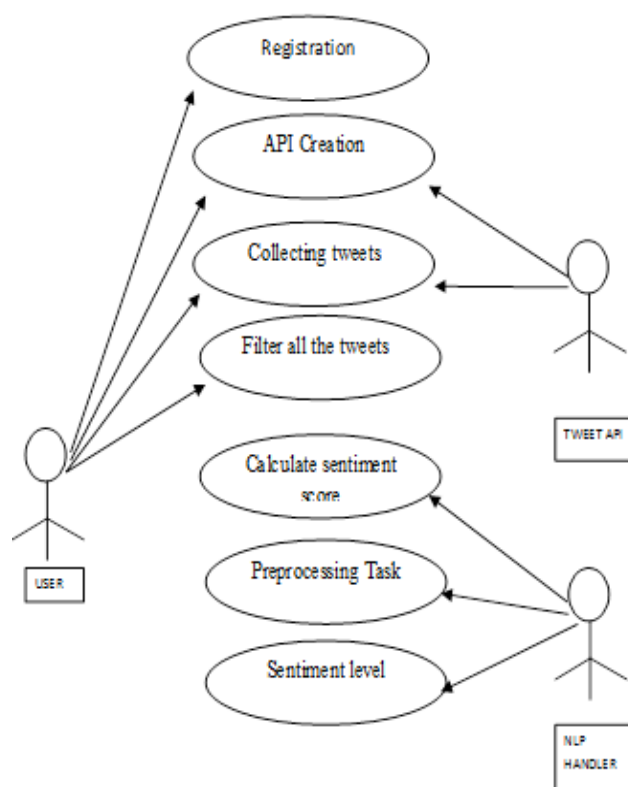 Registration
API Creation
Collecting tweets
Filter all the tweets
TWEET API
Calculate sentiment
score
USER
Preprocessing Task
Sentiment level
NLP
HANDLER